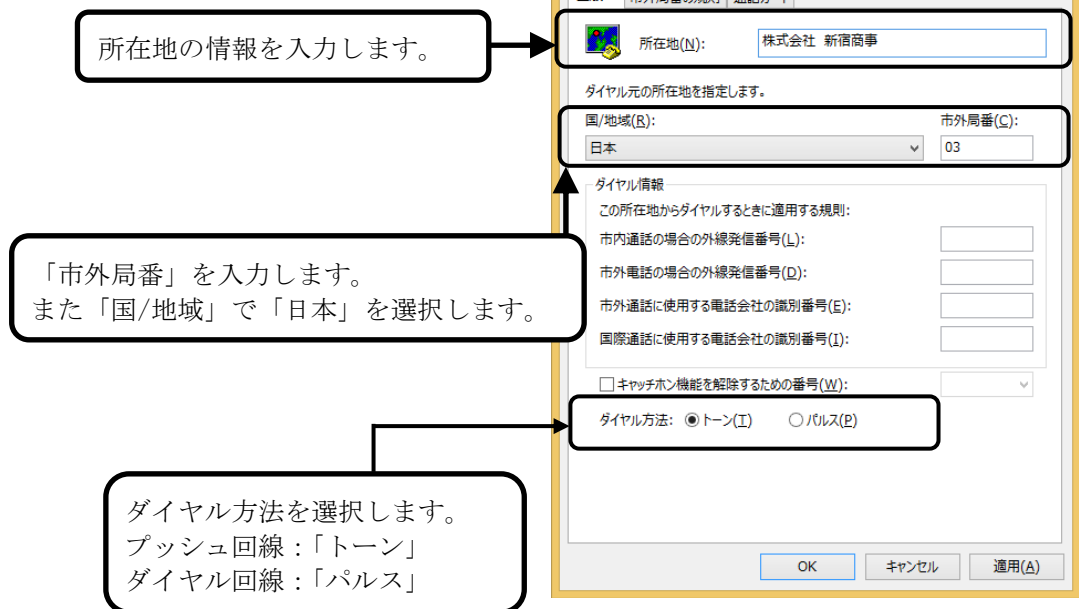 市外局番の規則
所在地の情報を入力します。
所在地(N):
株式会社 新宿商事
ダイヤル元の所在地を指定します。
国/地域(R):
市外局番(C):
日本
03
ダイヤル情報
この所在地からダイヤルするときに適用する規則:
市内通話の場合の外線発信番号(L):
「市外局番」を入力します。
また「国/地域」で「日本」を選択します。
市外電話の場合の外線発信番号(D):
市外通話に使用する電話会社の識別番号(E):
国際通話に使用する電話会社の識別番号(I):
キャッチホン機能を解除するための番号(W):
ダイヤル方法:
トーン(T)
パルス(P)
ダイヤル方法を選択します。
プッシュ回線:「トーン」
ダイヤル回線:「パルス」
OK
キャンセル
適用(A)